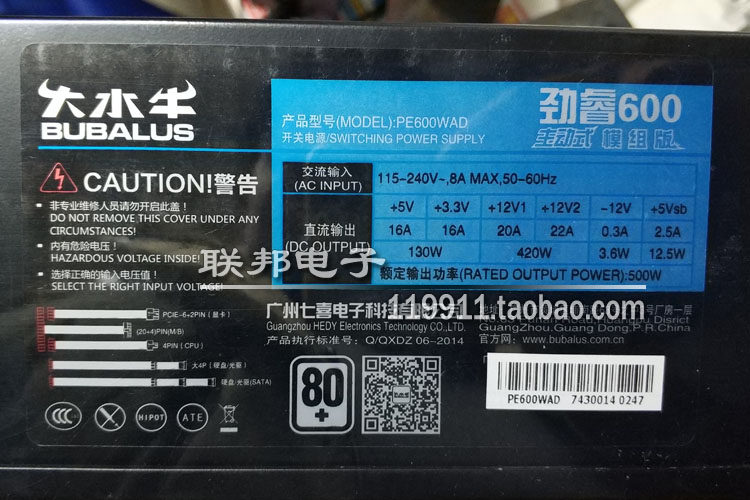 大水牛
BUBALUS
产品型号(MODEL):PE600WAD
开关电源/SWITCHING POWER SUPPLY
劲睿600
主动式 模组版
CAUTION!警告
非专业维修人员请勿开启此盖!
DO NOT REMOVE THIS COVER UNDER ANY
CIRCUMSTANCES!
内有危险电压!
HAZARDOUS VOLTAGE INSIDE!
选择正确的输入电压值!
SELECT THE RIGHT INPUT VOLTAGE!
交流输入
(AC INPUT)
115-240V~,8A MAX,50-60Hz
直流输出
(DC OUTPUT)
+5V +3.3V +12V1 +12V2 -12V +5Vsb
16A 16A 20A 22A 0.3A 2.5A
130W 420W 3.6W 12.5W
额定输出功率(RATED OUTPUT POWER):500W
联邦电子
119911.taobao.com
PCIE-6+2PIN(显卡)
(20+4)PIN(M/B)
4PIN(CPU)
大4P(硬盘/光驱)
硬盘/光驱(SATA)
广州七喜电子科技
Guangzhou HEDY Electronics Technology CO.,LTD.
产品执行标准号: Q/QXDZ 06-2014
号厂房一层
GuangZhou.Guang Dong.P.R.China
官方网: www.bubalus.com.cn
CCC
HIPOT
ATE
80
+
PE600WAD 7430014 0247